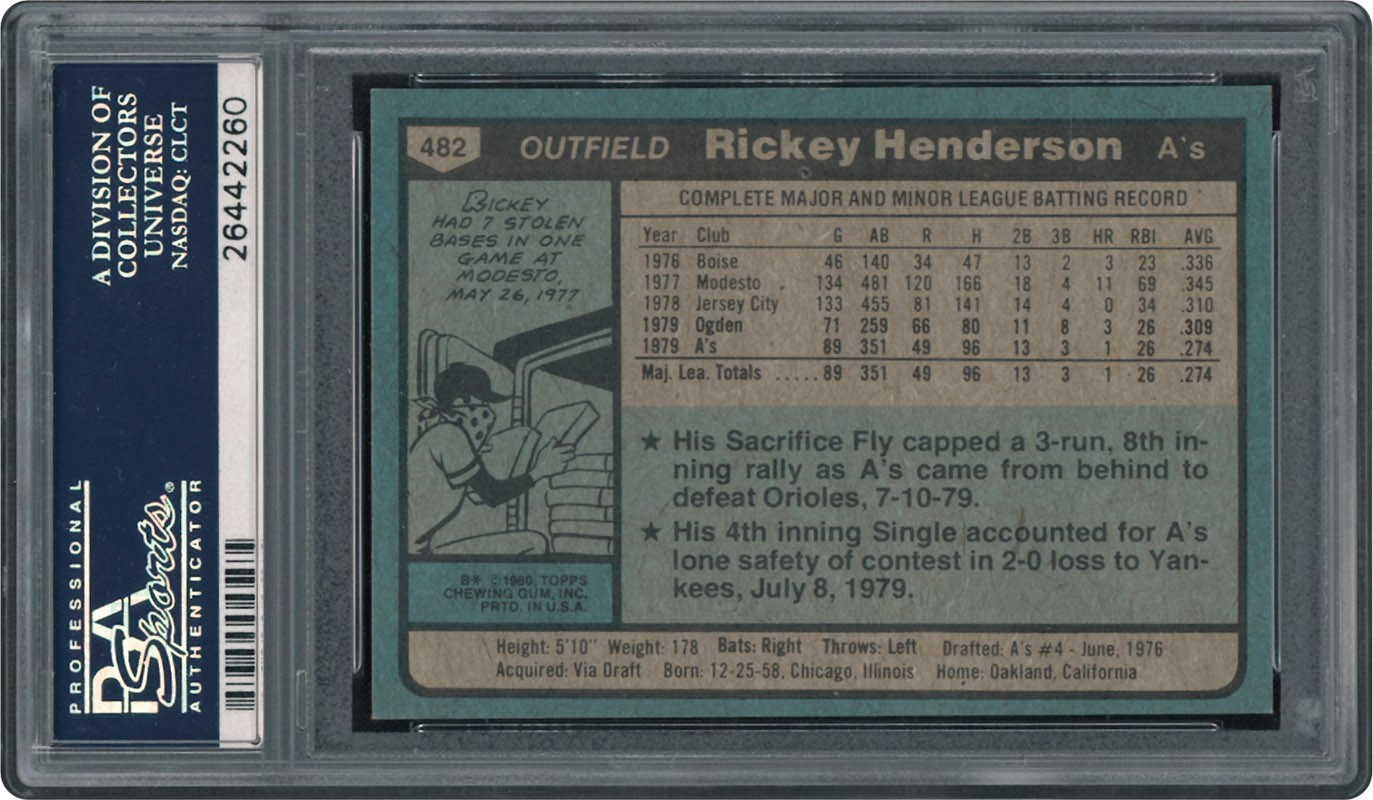 A DIVISION OF
COLLECTORS
UNIVERSE
NASDAQ: CLCT
26442260
PROFESSIONAL
PSA
Sports®
AUTHENTICATOR
482 OUTFIELD Rickey Henderson A's
RICKEY
HAD 7 STOLEN
BASES IN ONE
GAME AT
MODESTO,
MAY 26, 1977
B* © 1980, TOPPS
CHEWING GUM, INC.
PRTD. IN U.S.A.
COMPLETE MAJOR AND MINOR LEAGUE BATTING RECORD
Year Club G AB R H 2B 3B HR RBI AVG
1976 Boise 46 140 34 47 13 2 3 23 .336
1977 Modesto 134 481 120 166 18 4 11 69 .345
1978 Jersey City 133 455 81 141 14 4 0 34 .310
1979 Ogden 71 259 66 80 11 8 3 26 .309
1979 A's 89 351 49 96 13 3 1 26 .274
Maj. Lea. Totals ..... 89 351 49 96 13 3 1 26 .274
★ His Sacrifice Fly capped a 3-run, 8th in-
ning rally as A's came from behind to
defeat Orioles, 7-10-79.
★ His 4th inning Single accounted for A's
lone safety of contest in 2-0 loss to Yan-
kees, July 8, 1979.
Height: 5'10" Weight: 178 Bats: Right Throws: Left Drafted: A's #4 - June, 1976
Acquired: Via Draft Born: 12-25-58, Chicago, Illinois Home: Oakland, California